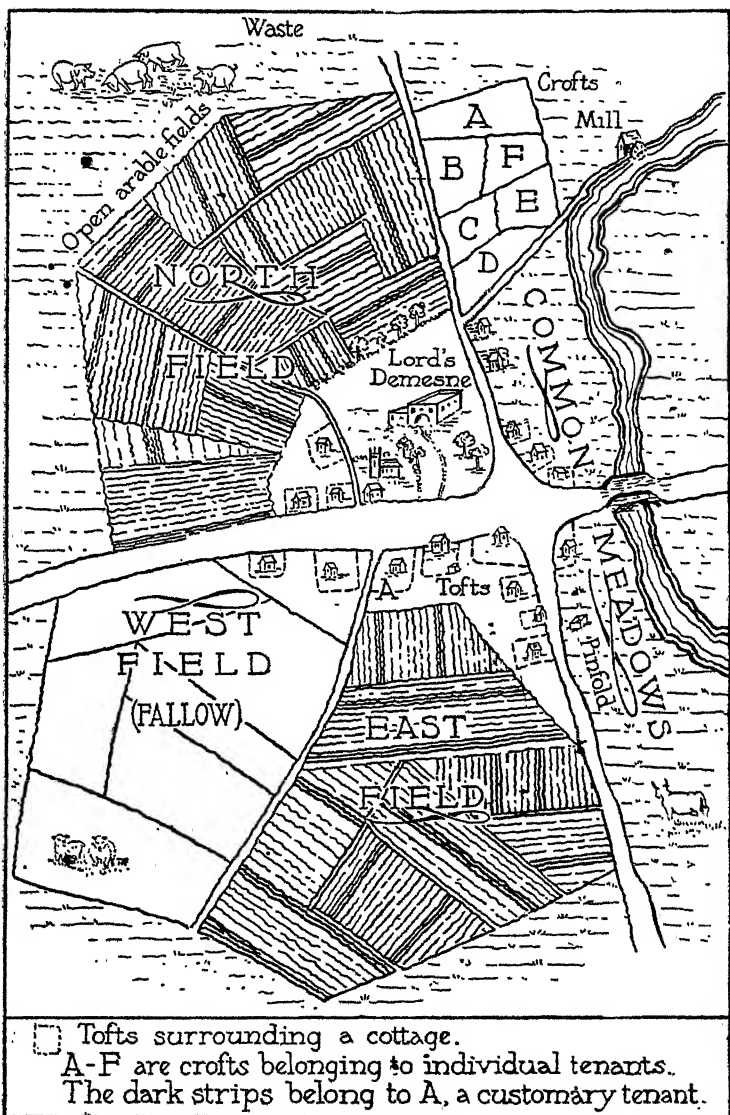 Waste
Crofts
Mill
Open arable fields
A
B
F
E
C
D
NORTH
FIELD
COMMON
Lord's
Demesne
A
Tofts
MEADOWS
Pinfold
WEST
FIELD
(FALLOW)
EAST
FIELD
Tofts surrounding a cottage.
A-F are crofts belonging to individual tenants.
The dark strips belong to A, a customary tenant.